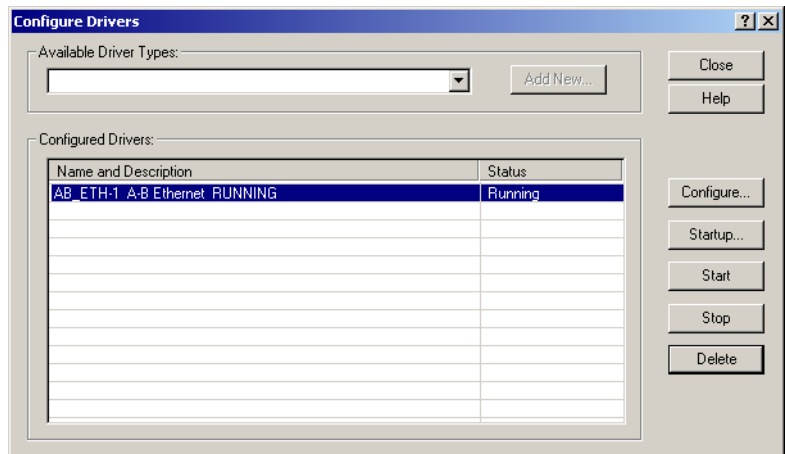 Configure Drivers
Available Driver Types:
Add New...
Close
Help
Configured Drivers:
Name and Description Status
AB_ETH-1 A-B Ethernet RUNNING Running
Configure...
Startup...
Start
Stop
Delete